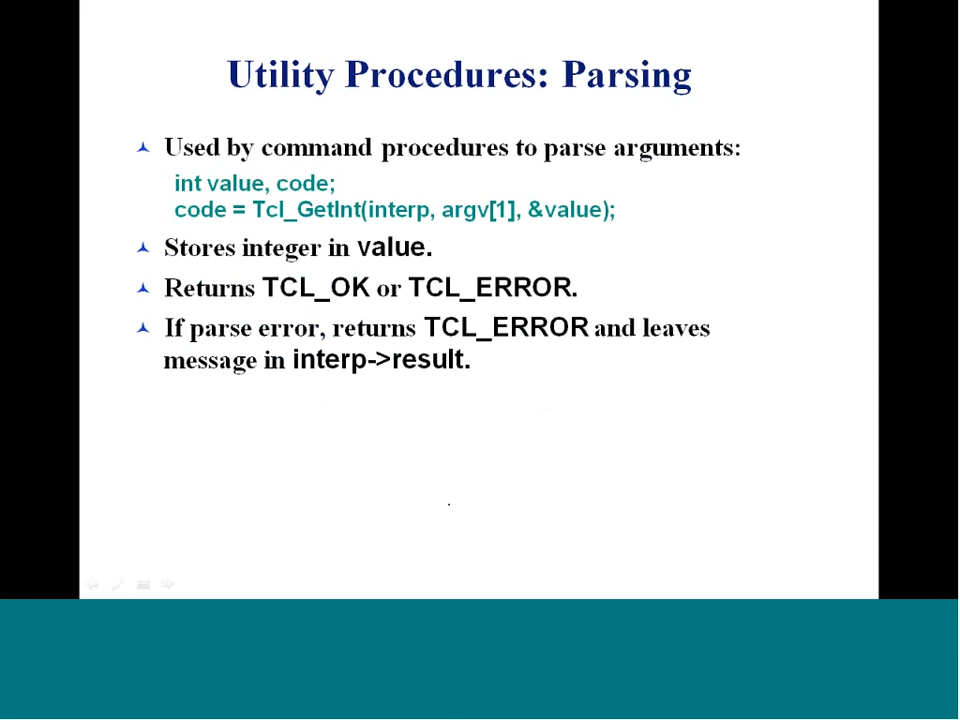 Utility Procedures: Parsing
Used by command procedures to parse arguments:
int value, code;
code = Tcl_GetInt(interp, argv[1], &value);
Stores integer in value.
Returns TCL_OK or TCL_ERROR.
If parse error, returns TCL_ERROR and leaves
message in interp->result.